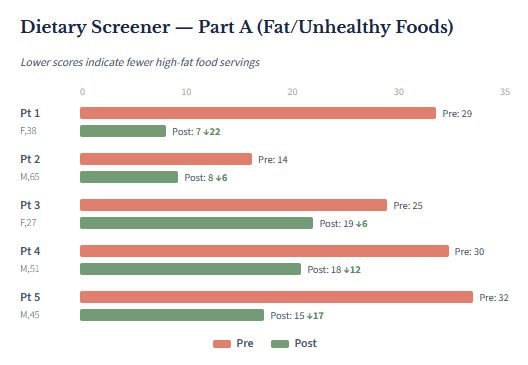 Dietary Screener — Part A (Fat/Unhealthy Foods)
Lower scores indicate fewer high-fat food servings
0 10 20 30 35
Pt 1 Pre: 29
F,38 Post: 7 ↓22
Pt 2 Pre: 14
M,65 Post: 8 ↓6
Pt 3 Pre: 25
F,27 Post: 19 ↓6
Pt 4 Pre: 30
M,51 Post: 18 ↓12
Pt 5 Pre: 32
M,45 Post: 15 ↓17
Pre Post